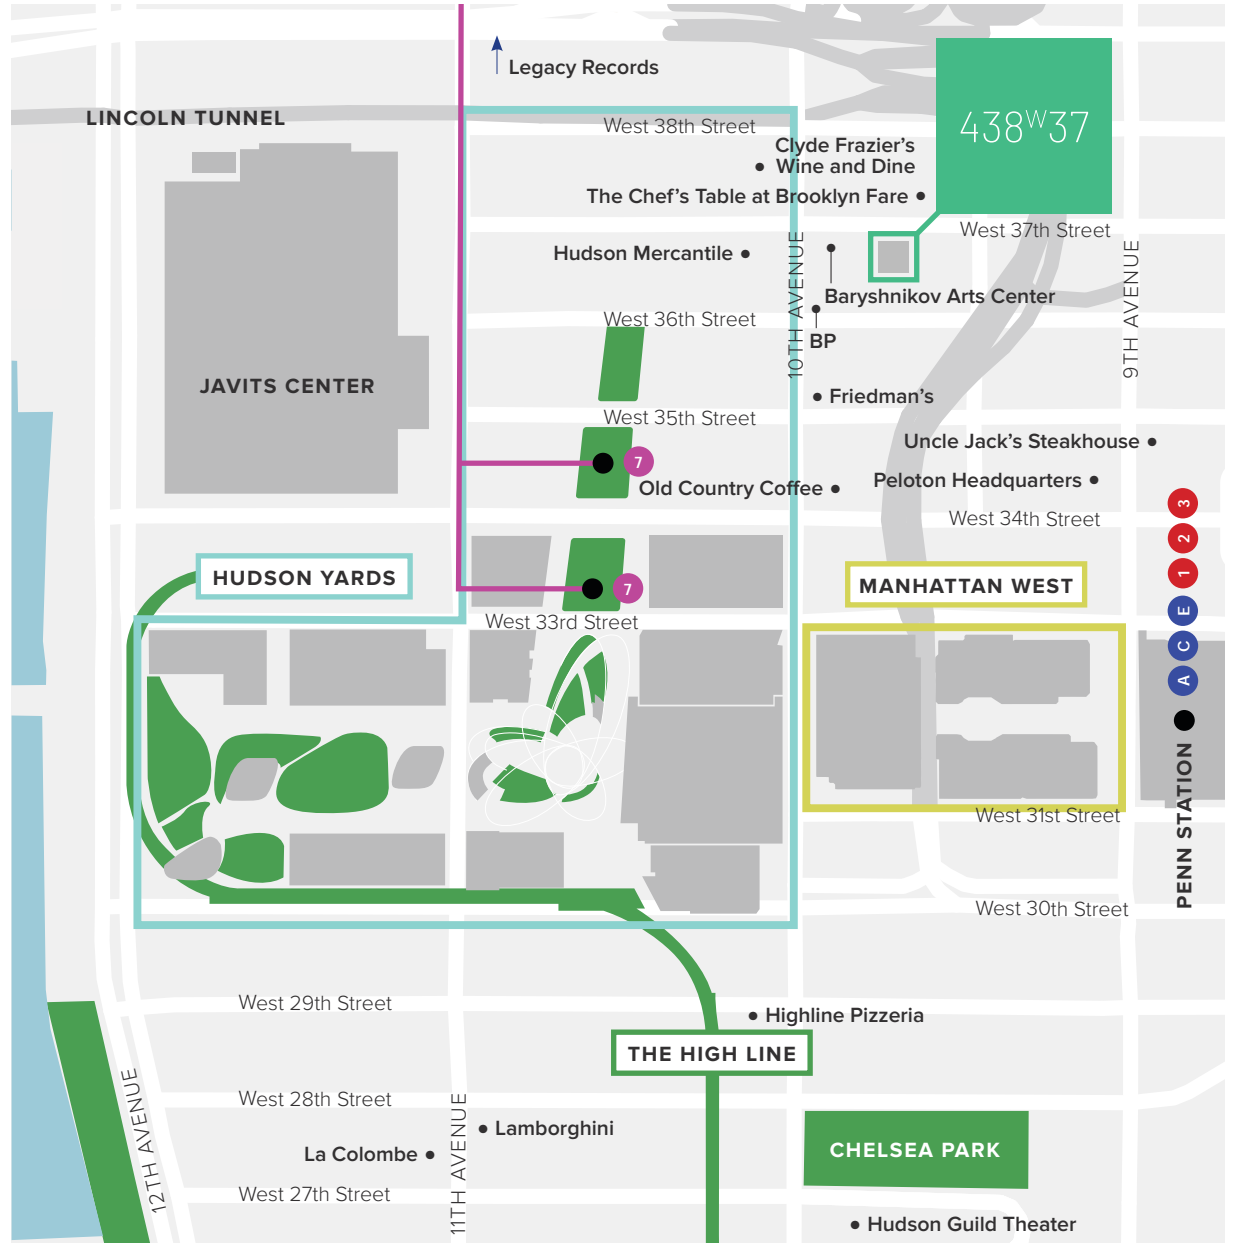 Legacy Records
LINCOLN TUNNEL
West 38th Street
438W37
Clyde Frazier's
Wine and Dine
The Chef's Table at Brooklyn Fare
West 37th Street
Hudson Mercantile
10TH AVENUE
9TH AVENUE
Baryshnikov Arts Center
West 36th Street
BP
JAVITS CENTER
Friedman's
West 35th Street
Uncle Jack's Steakhouse
7
Old Country Coffee
Peloton Headquarters
West 34th Street
3
2
1
E
C
A
PENN STATION
HUDSON YARDS
7
MANHATTAN WEST
West 33rd Street
West 31st Street
West 30th Street
West 29th Street
Highline Pizzeria
THE HIGH LINE
12TH AVENUE
West 28th Street
11TH AVENUE
Lamborghini
La Colombe
CHELSEA PARK
West 27th Street
Hudson Guild Theater